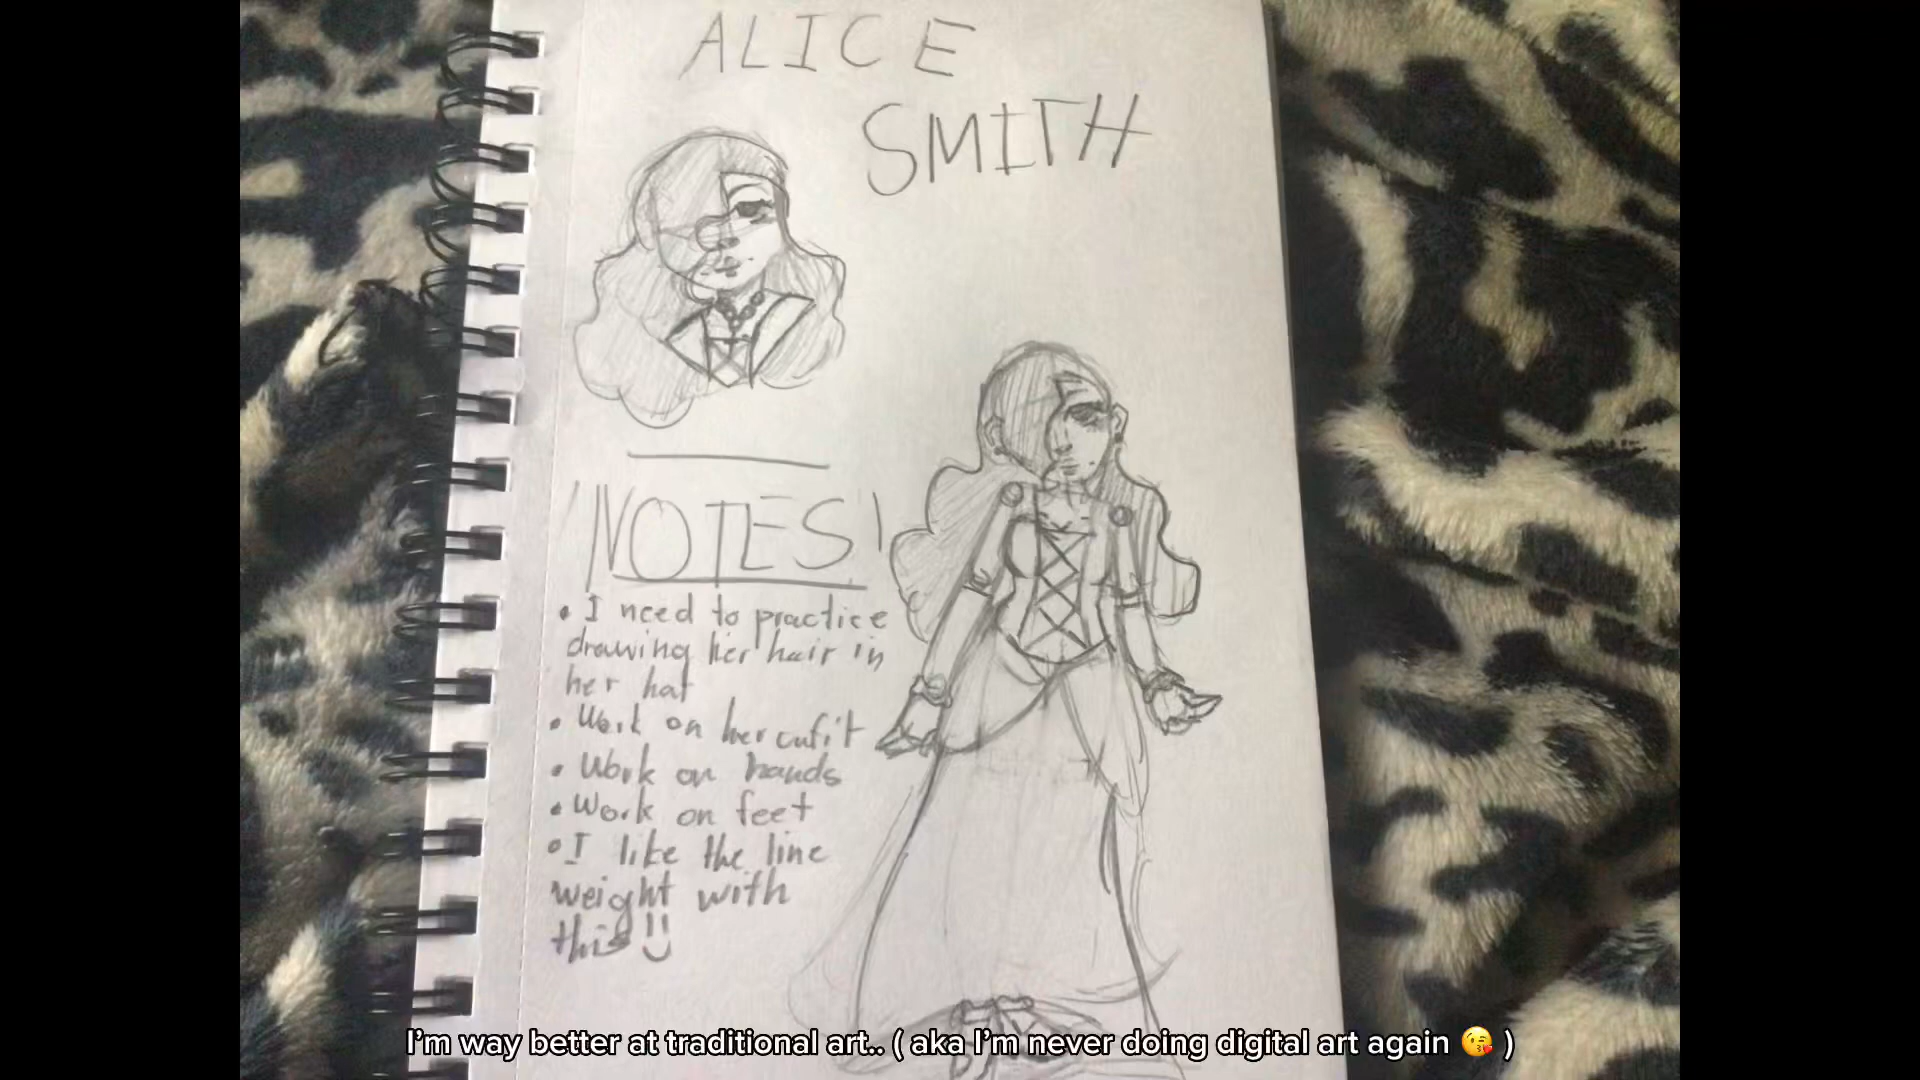 ALICE
SMITH
NOTES!
• I need to practice
drawing her hair in
her hat
• Work on her oufit
• Work on hands
• Work on feet
• I like the line
weight with
this!!
I'm way better at traditional art.. ( aka I'm never doing digital art again 😘 )